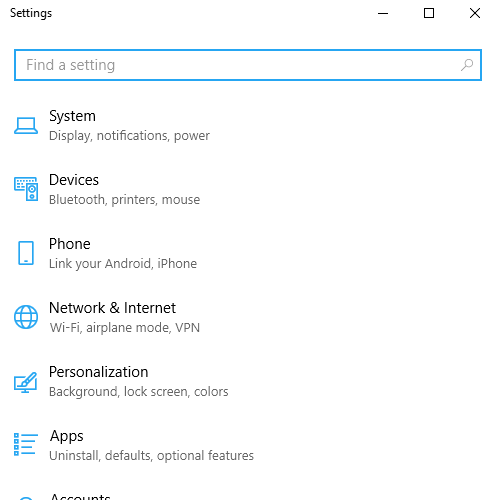 Settings
Find a setting
System
Display, notifications, power
Devices
Bluetooth, printers, mouse
Phone
Link your Android, iPhone
Network & Internet
Wi-Fi, airplane mode, VPN
Personalization
Background, lock screen, colors
Apps
Uninstall, defaults, optional features
Accounts